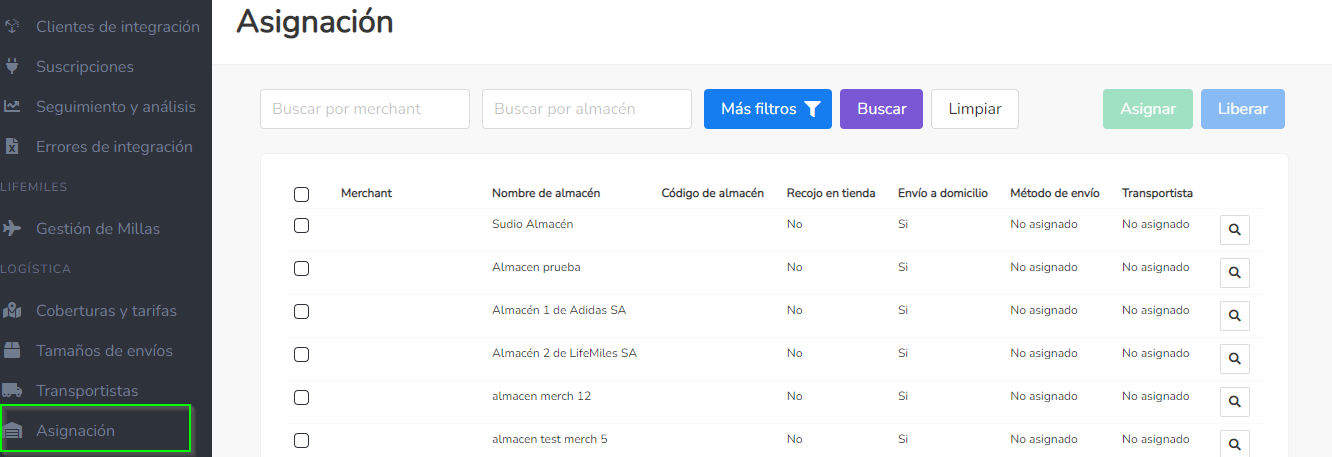 Clientes de integración
Suscripciones
Seguimiento y análisis
Errores de integración
LIFEMILES
Gestión de Millas
LOGÍSTICA
Coberturas y tarifas
Tamaños de envíos
Transportistas
Asignación
Asignación
Buscar por merchant Buscar por almacén Más filtros Buscar Limpiar Asignar Liberar
Merchant Nombre de almacén Código de almacén Recojo en tienda Envío a domicilio Método de envío Transportista
Sudio Almacén No Si No asignado No asignado
Almacen prueba No Si No asignado No asignado
Almacén 1 de Adidas SA No Si No asignado No asignado
Almacén 2 de LifeMiles SA No Si No asignado No asignado
almacen merch 12 No Si No asignado No asignado
almacen test merch 5 No Si No asignado No asignado